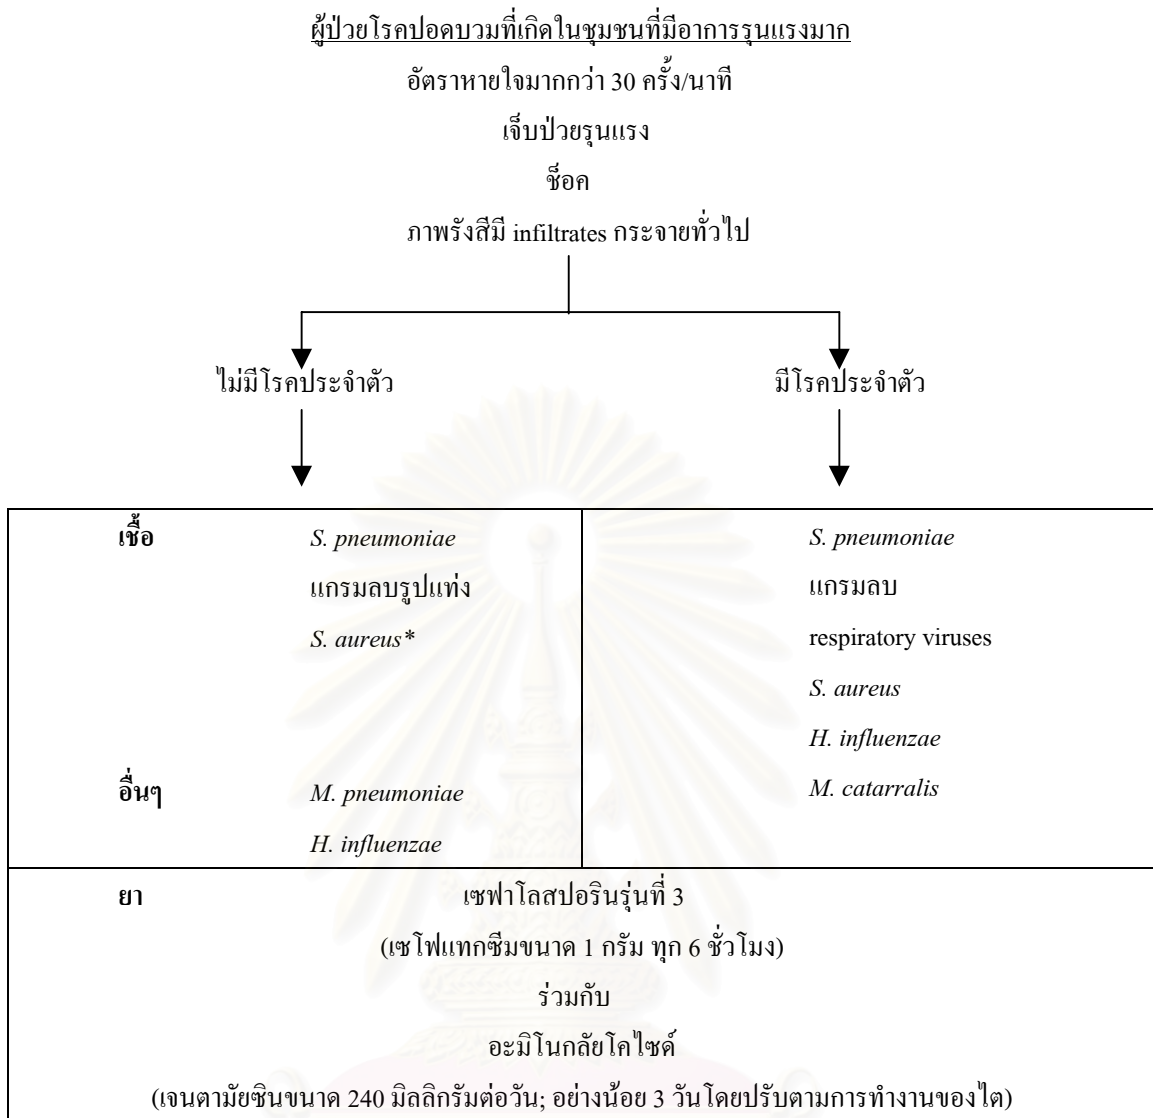 ผู้ป่วยโรคปอดบวมที่เกิดในชุมชนที่มีอาการรุนแรงมาก
อัตราหายใจมากกว่า 30 ครั้ง/นาที
เจ็บป่วยรุนแรง
ช็อค
ภาพรังสีมี infiltrates กระจายทั่วไป
ไม่มีโรคประจำตัว
มีโรคประจำตัว
เชื้อ S. pneumoniae
แกรมลบรูปแท่ง
S. aureus*
อื่นๆ M. pneumoniae
H. influenzae
S. pneumoniae
แกรมลบ
respiratory viruses
S. aureus
H. influenzae
M. catarralis
ยา เซฟาโลสปอรินรุ่นที่ 3
(เซโฟแทกซีมขนาด 1 กรัม ทุก 6 ชั่วโมง)
ร่วมกับ
อะมิโนกลัยโคไซด์
(เจนตามัยซินขนาด 240 มิลลิกรัมต่อวัน; อย่างน้อย 3 วันโดยปรับตามการทำงานของไต)